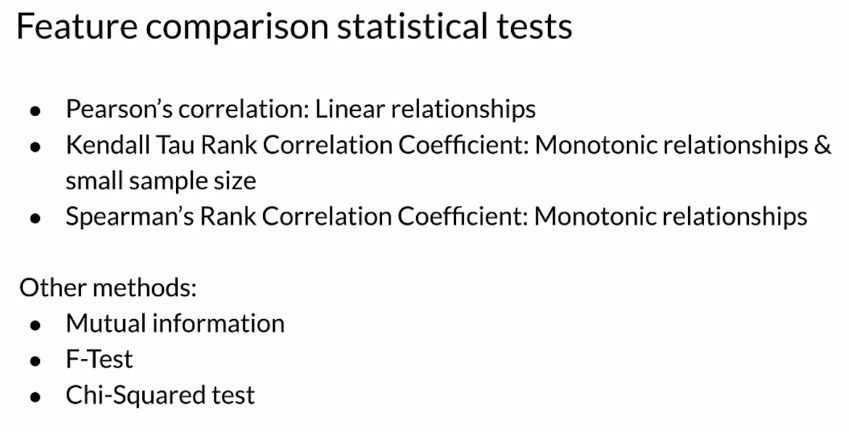 Feature comparison statistical tests
● Pearson’s correlation: Linear relationships
● Kendall Tau Rank Correlation Coefficient: Monotonic relationships &
small sample size
● Spearman’s Rank Correlation Coefficient: Monotonic relationships
Other methods:
● Mutual information
● F-Test
● Chi-Squared test